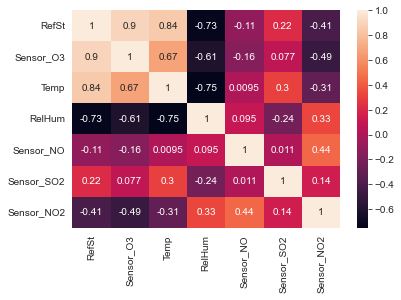 RefSt 1 0.9 0.84 -0.73 -0.11 0.22 -0.41
Sensor_O3 0.9 1 0.67 -0.61 -0.16 0.077 -0.49
Temp 0.84 0.67 1 -0.75 0.0095 0.3 -0.31
RelHum -0.73 -0.61 -0.75 1 0.095 -0.24 0.33
Sensor_NO -0.11 -0.16 0.0095 0.095 1 0.011 0.44
Sensor_SO2 0.22 0.077 0.3 -0.24 0.011 1 0.14
Sensor_NO2 -0.41 -0.49 -0.31 0.33 0.44 0.14 1
RefSt
Sensor_O3
Temp
RelHum
Sensor_NO
Sensor_SO2
Sensor_NO2
1.0
0.8
0.6
0.4
0.2
0.0
-0.2
-0.4
-0.6